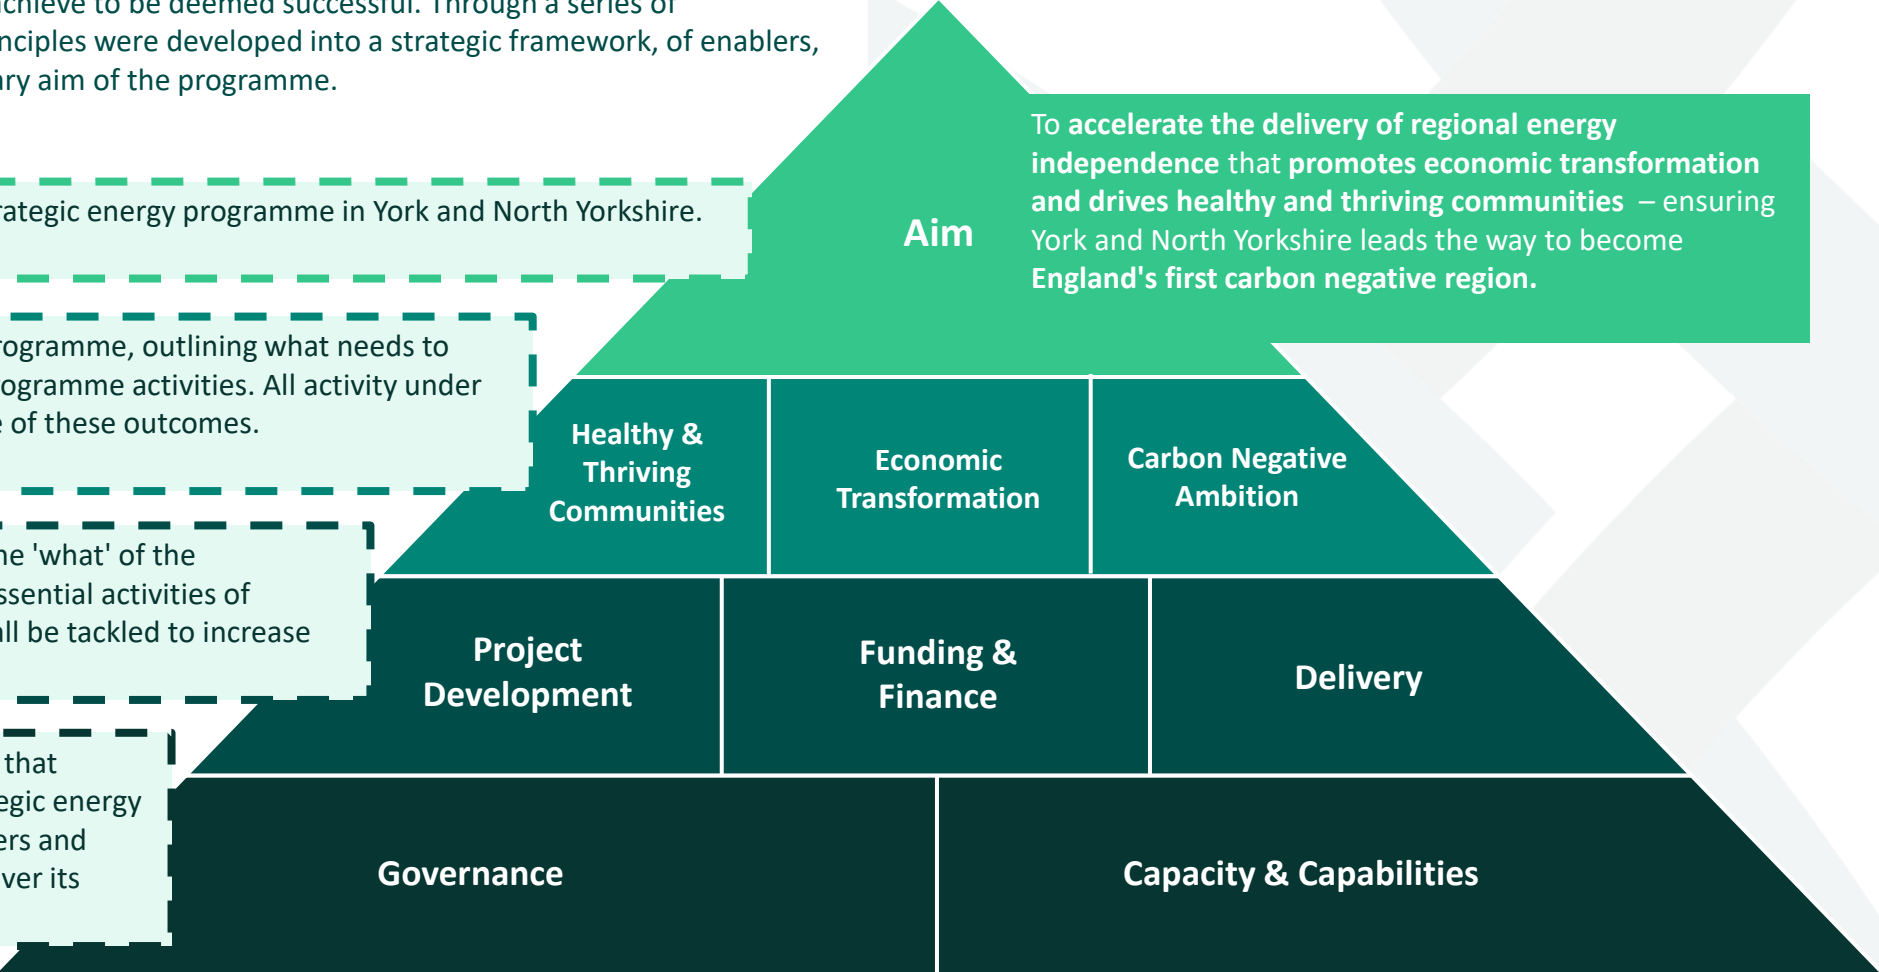 achieve to be deemed successful. Through a series of
nciples were developed into a strategic framework, of enablers,
ary aim of the programme.
rategic energy programme in York and North Yorkshire.
rogramme, outlining what needs to
rogramme activities. All activity under
e of these outcomes.
he 'what' of the
ssential activities of
all be tackled to increase
that
egic energy
ers and
ver its
Aim
To accelerate the delivery of regional energy
independence that promotes economic transformation
and drives healthy and thriving communities – ensuring
York and North Yorkshire leads the way to become
England's first carbon negative region.
Healthy &
Thriving
Communities
Economic
Transformation
Carbon Negative
Ambition
Project
Development
Funding &
Finance
Delivery
Governance
Capacity & Capabilities